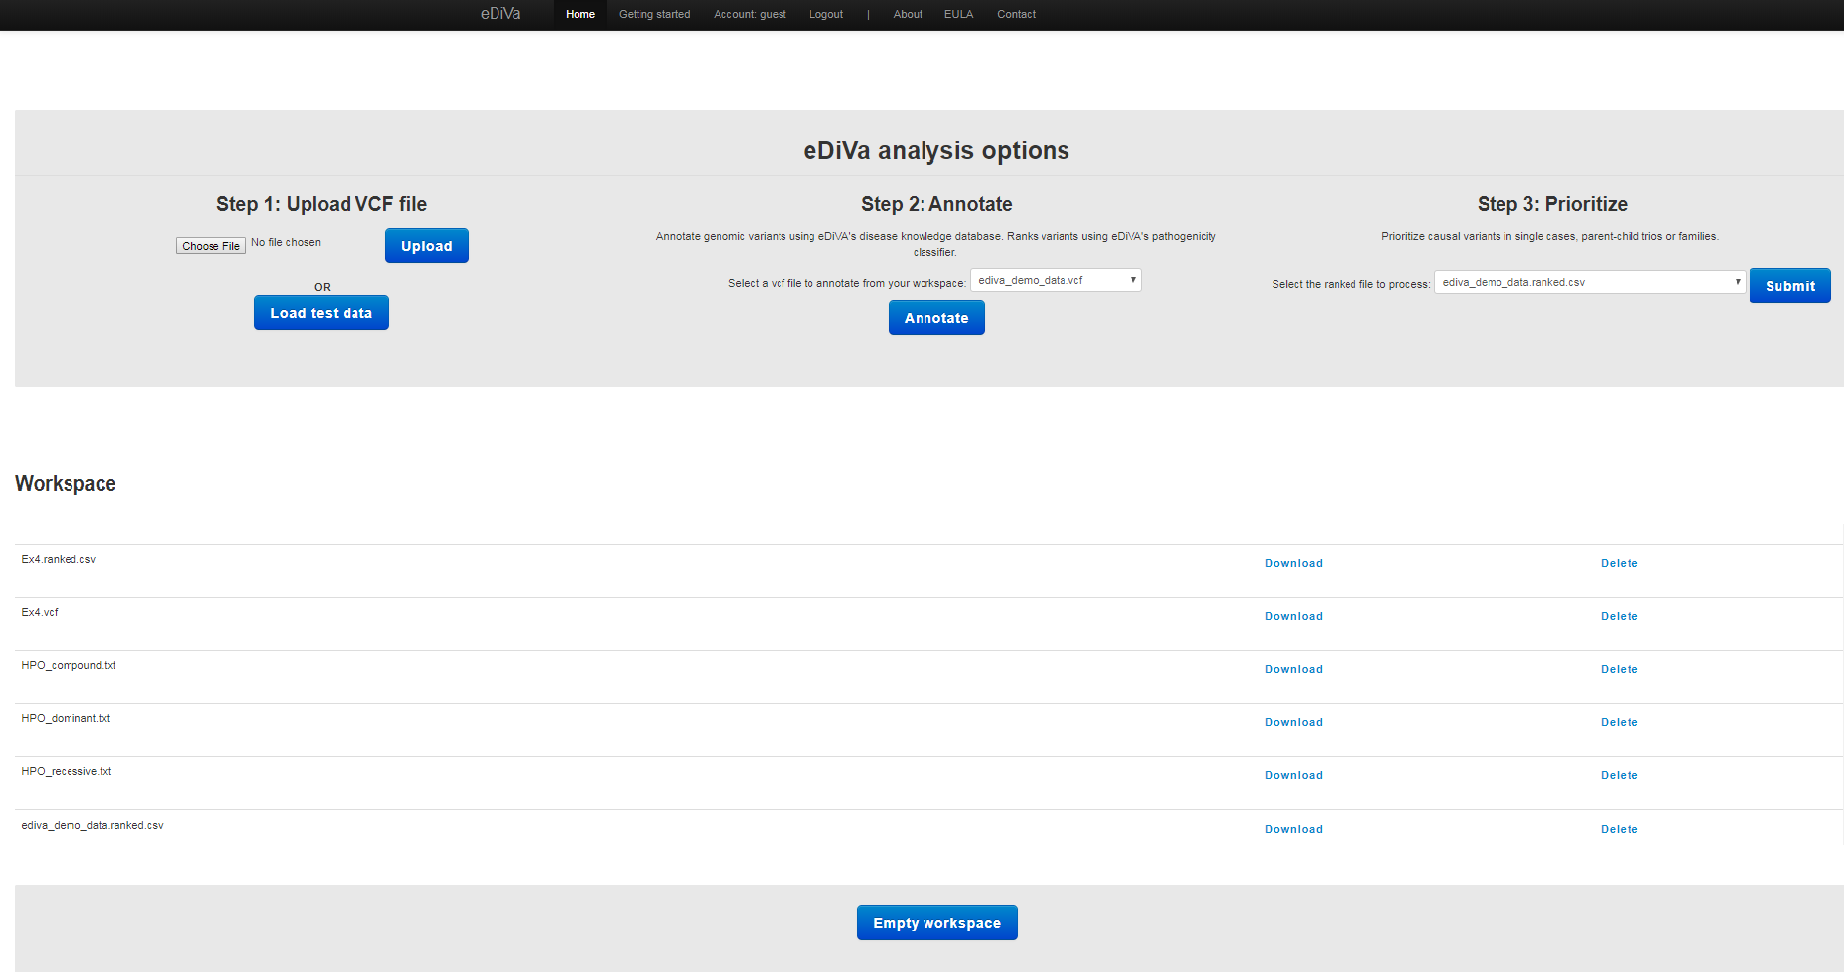 eDiVa Home Getting started Account: guest Logout | About EULA Contact
eDiVa analysis options
Step 1: Upload VCF file
Choose File No file chosen Upload
OR
Load test data
Step 2: Annotate
Annotate genomic variants using eDiVA's disease knowledge database. Ranks variants using eDiVA's pathogenicity
classifier.
Select a vcf file to annotate from your workspace: ediva_demo_data.vcf
Annotate
Step 3: Prioritize
Prioritize causal variants in single cases, parent-child trios or families.
Select the ranked file to process: ediva_demo_data.ranked.csv Submit
Workspace
Ex4.ranked.csv Download Delete
Ex4.vcf Download Delete
HPO_compound.txt Download Delete
HPO_dominant.txt Download Delete
HPO_recessive.txt Download Delete
ediva_demo_data.ranked.csv Download Delete
Empty workspace